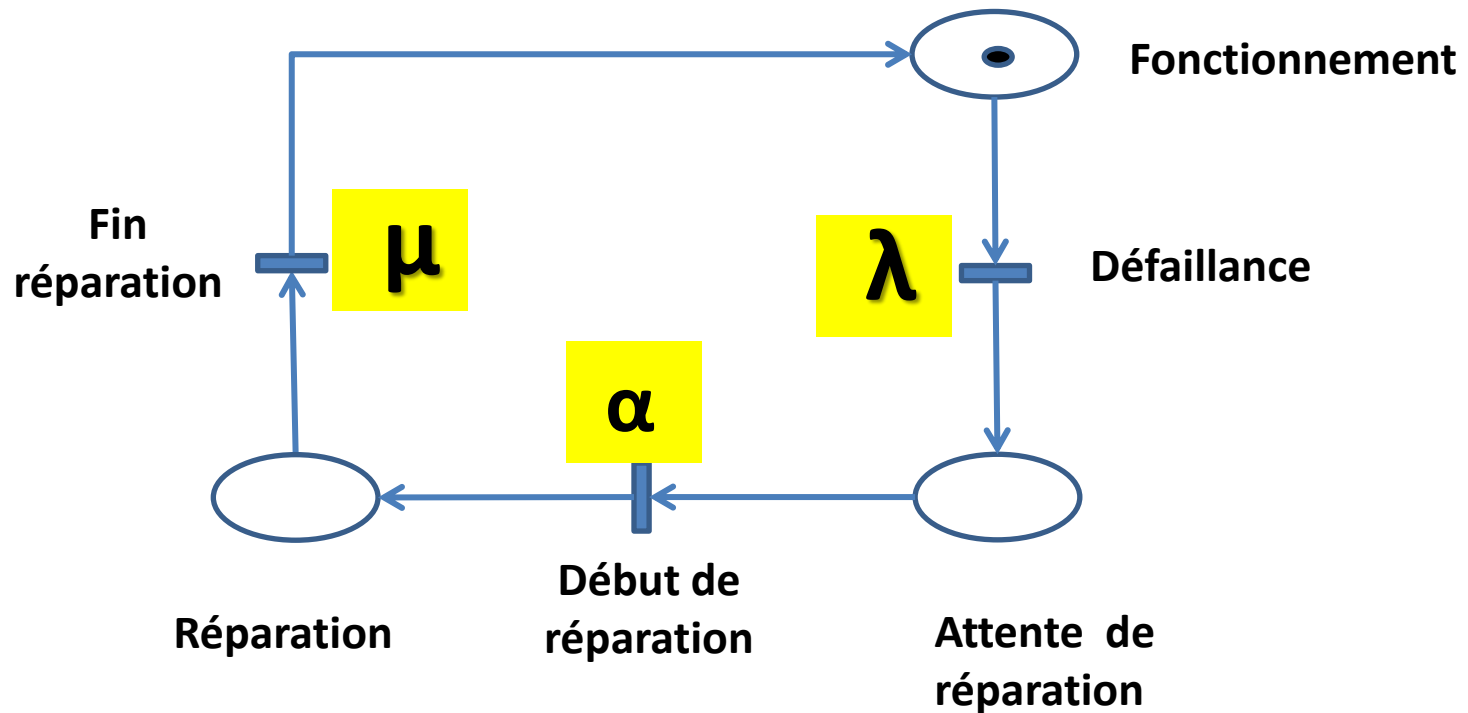 Fonctionnement
Fin
réparation
μ
λ
Défaillance
α
Début de
réparation
Réparation
Attente de
réparation